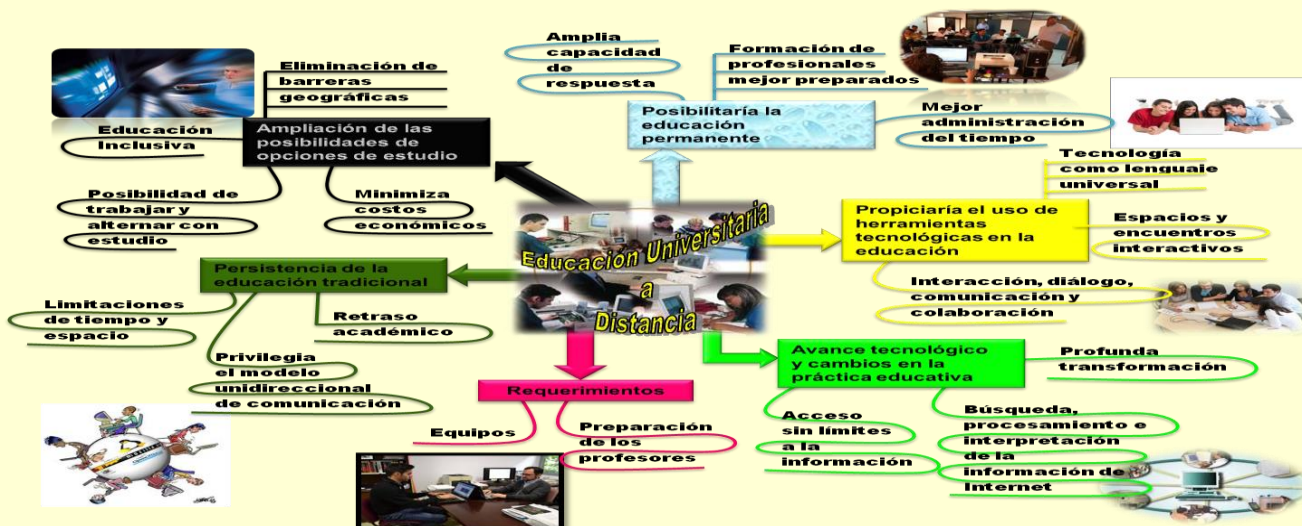 Educación Universitaria
a
Distancia
Ampliación de las
posibilidades de
opciones de estudio
Eliminación de
barreras
geográficas
Educación
Inclusiva
Posibilidad de
trabajar y
alternar con
estudio
Minimiza
costos
económicos
Posibilitaría la
educación
permanente
Amplia
capacidad
de
respuesta
Formación de
profesionales
mejor preparados
Mejor
administración
del tiempo
Propiciaría el uso de
herramientas
tecnológicas en la
educación
Tecnología
como lenguaje
universal
Espacios y
encuentros
interactivos
Interacción, diálogo,
comunicación y
colaboración
Avance tecnológico
y cambios en la
práctica educativa
Profunda
transformación
Acceso
sin límites
a la
información
Búsqueda,
procesamiento e
interpretación
de la
información de
Internet
Requerimientos
Equipos
Preparación
de los
profesores
Persistencia de la
educación tradicional
Limitaciones
de tiempo y
espacio
Retraso
académico
Privilegia
el modelo
unidireccional
de comunicación